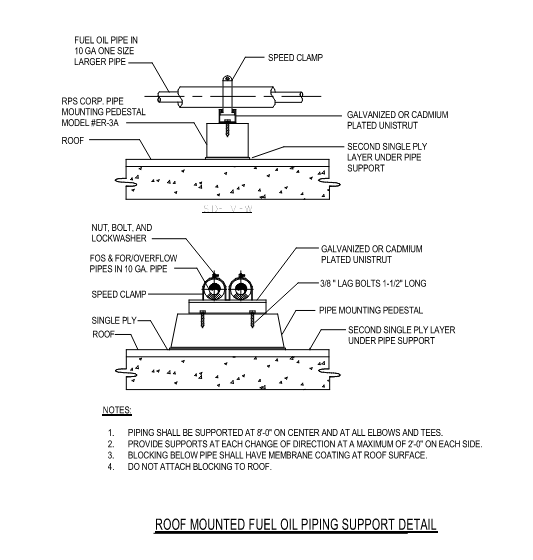 FUEL OIL PIPE IN
10 GA ONE SIZE
LARGER PIPE
SPEED CLAMP
RPS CORP. PIPE
MOUNTING PEDESTAL
MODEL #ER-3A
ROOF
GALVANIZED OR CADMIUM
PLATED UNISTRUT
SECOND SINGLE PLY
LAYER UNDER PIPE
SUPPORT
SIDE VIEW
NUT, BOLT, AND
LOCKWASHER
FOS & FOR/OVERFLOW
PIPES IN 10 GA. PIPE
SPEED CLAMP
SINGLE PLY
ROOF
GALVANIZED OR CADMIUM
PLATED UNISTRUT
3/8 " LAG BOLTS 1-1/2" LONG
PIPE MOUNTING PEDESTAL
SECOND SINGLE PLY LAYER
UNDER PIPE SUPPORT
NOTES:
1. PIPING SHALL BE SUPPORTED AT 8'-0" ON CENTER AND AT ALL ELBOWS AND TEES.
2. PROVIDE SUPPORTS AT EACH CHANGE OF DIRECTION AT A MAXIMUM OF 2'-0" ON EACH SIDE.
3. BLOCKING BELOW PIPE SHALL HAVE MEMBRANE COATING AT ROOF SURFACE.
4. DO NOT ATTACH BLOCKING TO ROOF.
ROOF MOUNTED FUEL OIL PIPING SUPPORT DETAIL